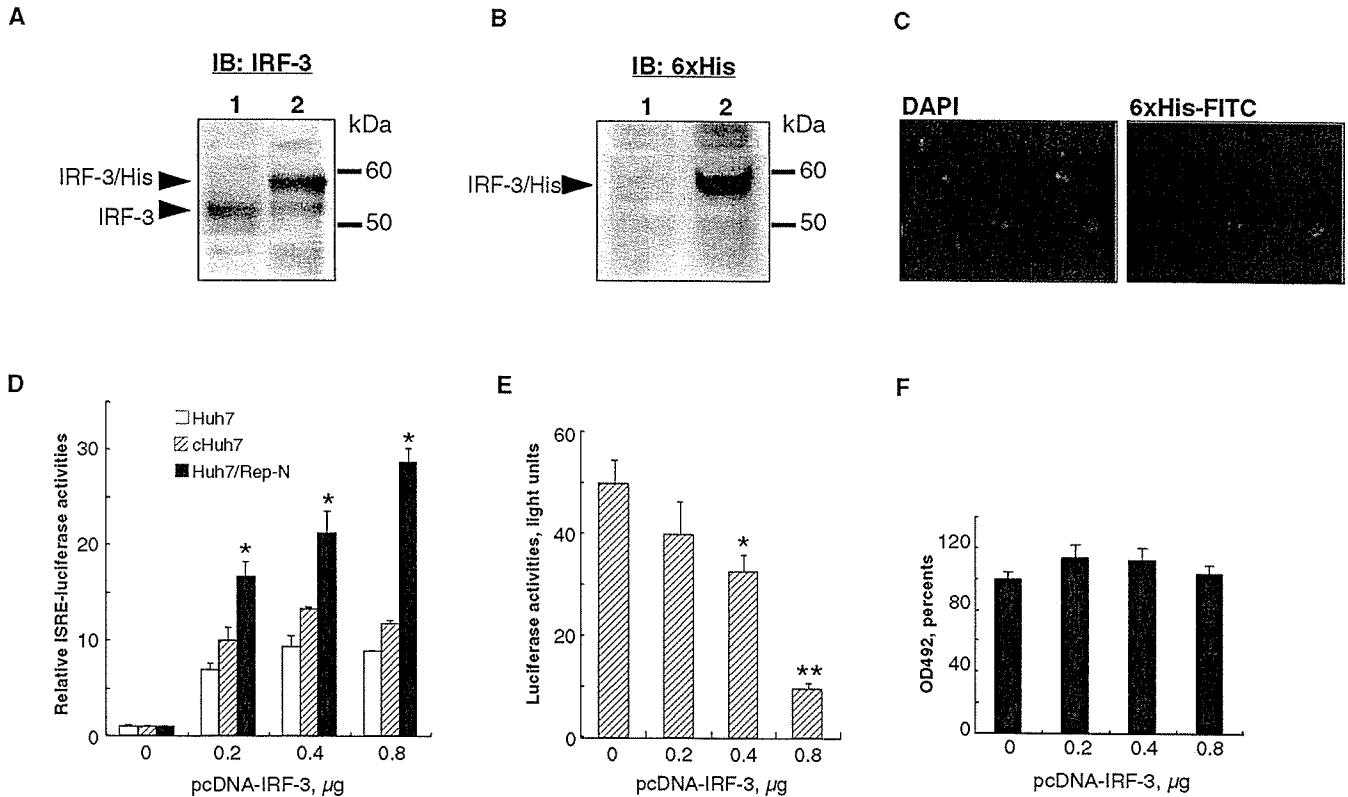 A
IB: IRF-3
1 2
kDa
IRF-3/His
60
IRF-3
50
B
IB: 6xHis
1 2
kDa
60
IRF-3/His
50
C
DAPI
6xHis-FITC
D
Relative ISRE-luciferase activities
30
20
10
0
Huh7
cHuh7
Huh7/Rep-N
*
*
*
0 0.2 0.4 0.8
pcDNA-IRF-3, µg
E
Luciferase activities, light units
60
40
20
0
*
**
0 0.2 0.4 0.8
pcDNA-IRF-3, µg
F
OD492, percents
120
80
40
0
0 0.2 0.4 0.8
pcDNA-IRF-3, µg